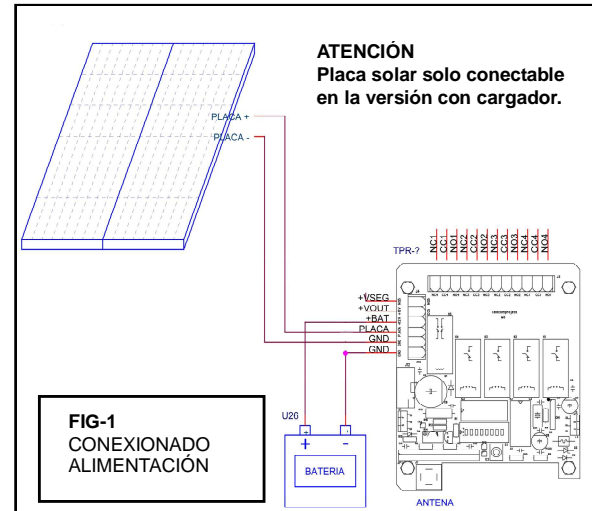 ATENCIÓN
Placa solar solo conectable
en la versión con cargador.
PLACA +
PLACA -
TPR-?
NC1
CC1
NO1
NC2
CC2
NO2
NC3
CC3
NO3
NC4
CC4
NO4
+VSEG
+VOUT
+BAT
PLACA
GND
GND
U26
+
-
BATERIA
ANTENA
FIG-1
CONEXIONADO
ALIMENTACIÓN